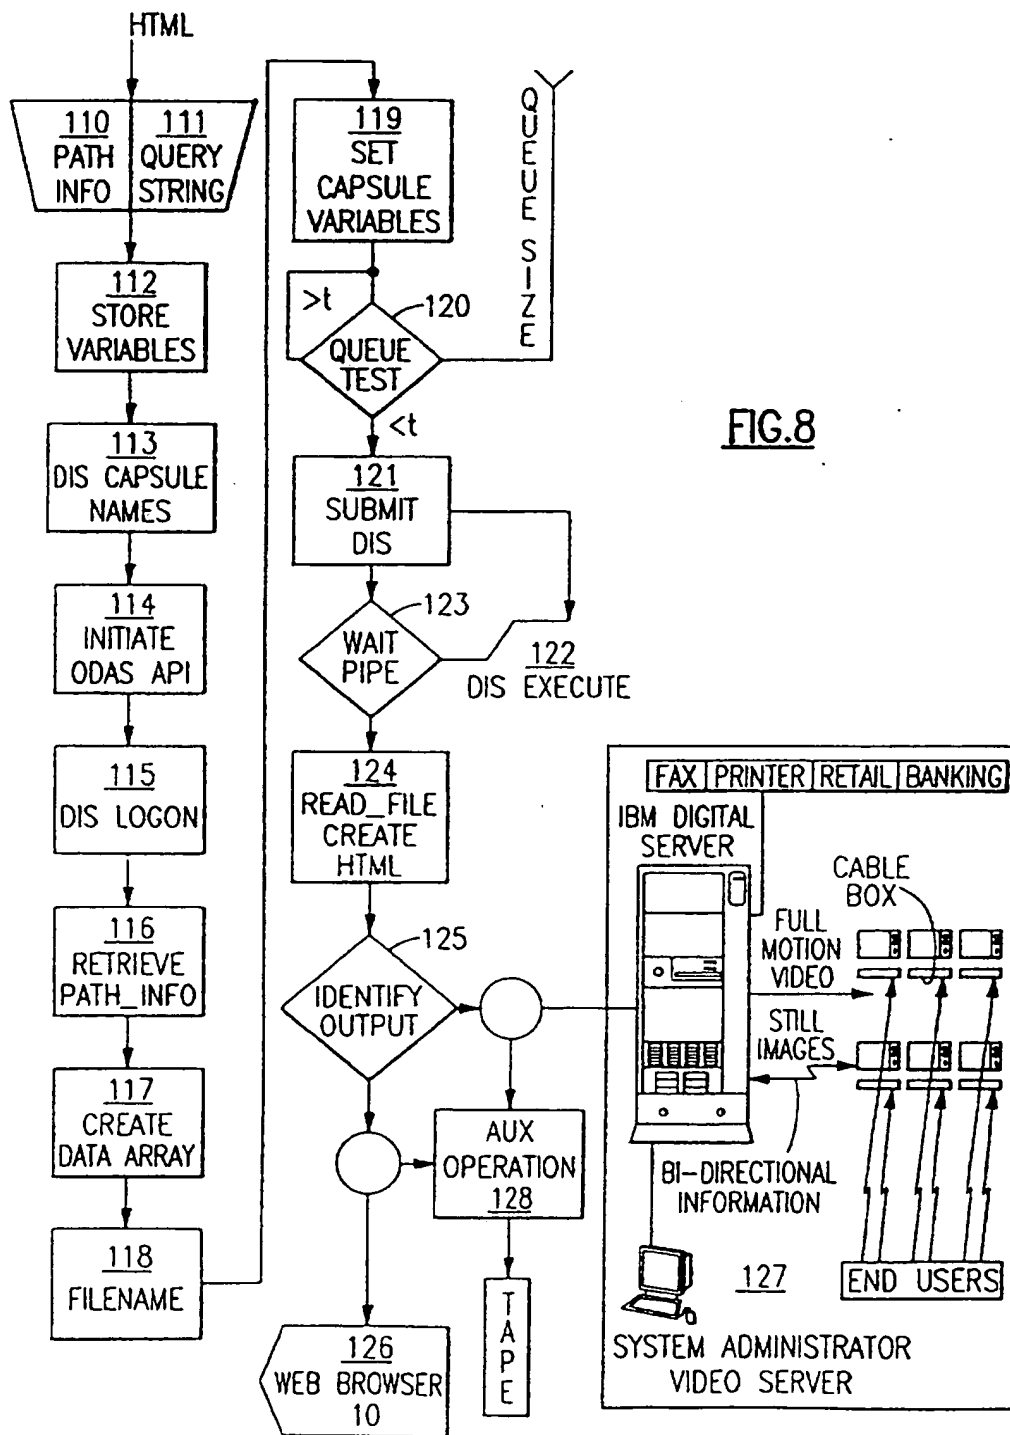 HTML
110
PATH
INFO
111
QUERY
STRING
112
STORE
VARIABLES
113
DIS CAPSULE
NAMES
114
INITIATE
ODAS API
115
DIS LOGON
116
RETRIEVE
PATH_INFO
117
CREATE
DATA ARRAY
118
FILENAME
119
SET
CAPSULE
VARIABLES
QUEUE SIZE
>t
120
QUEUE
TEST
<t
FIG.8
121
SUBMIT
DIS
123
WAIT
PIPE
122
DIS EXECUTE
124
READ_FILE
CREATE
HTML
125
IDENTIFY
OUTPUT
AUX
OPERATION
128
TAPE
126
WEB BROWSER
10
FAX PRINTER RETAIL BANKING
IBM DIGITAL
SERVER
CABLE
BOX
FULL
MOTION
VIDEO
STILL
IMAGES
BI-DIRECTIONAL
INFORMATION
127
END USERS
SYSTEM ADMINISTRATOR
VIDEO SERVER